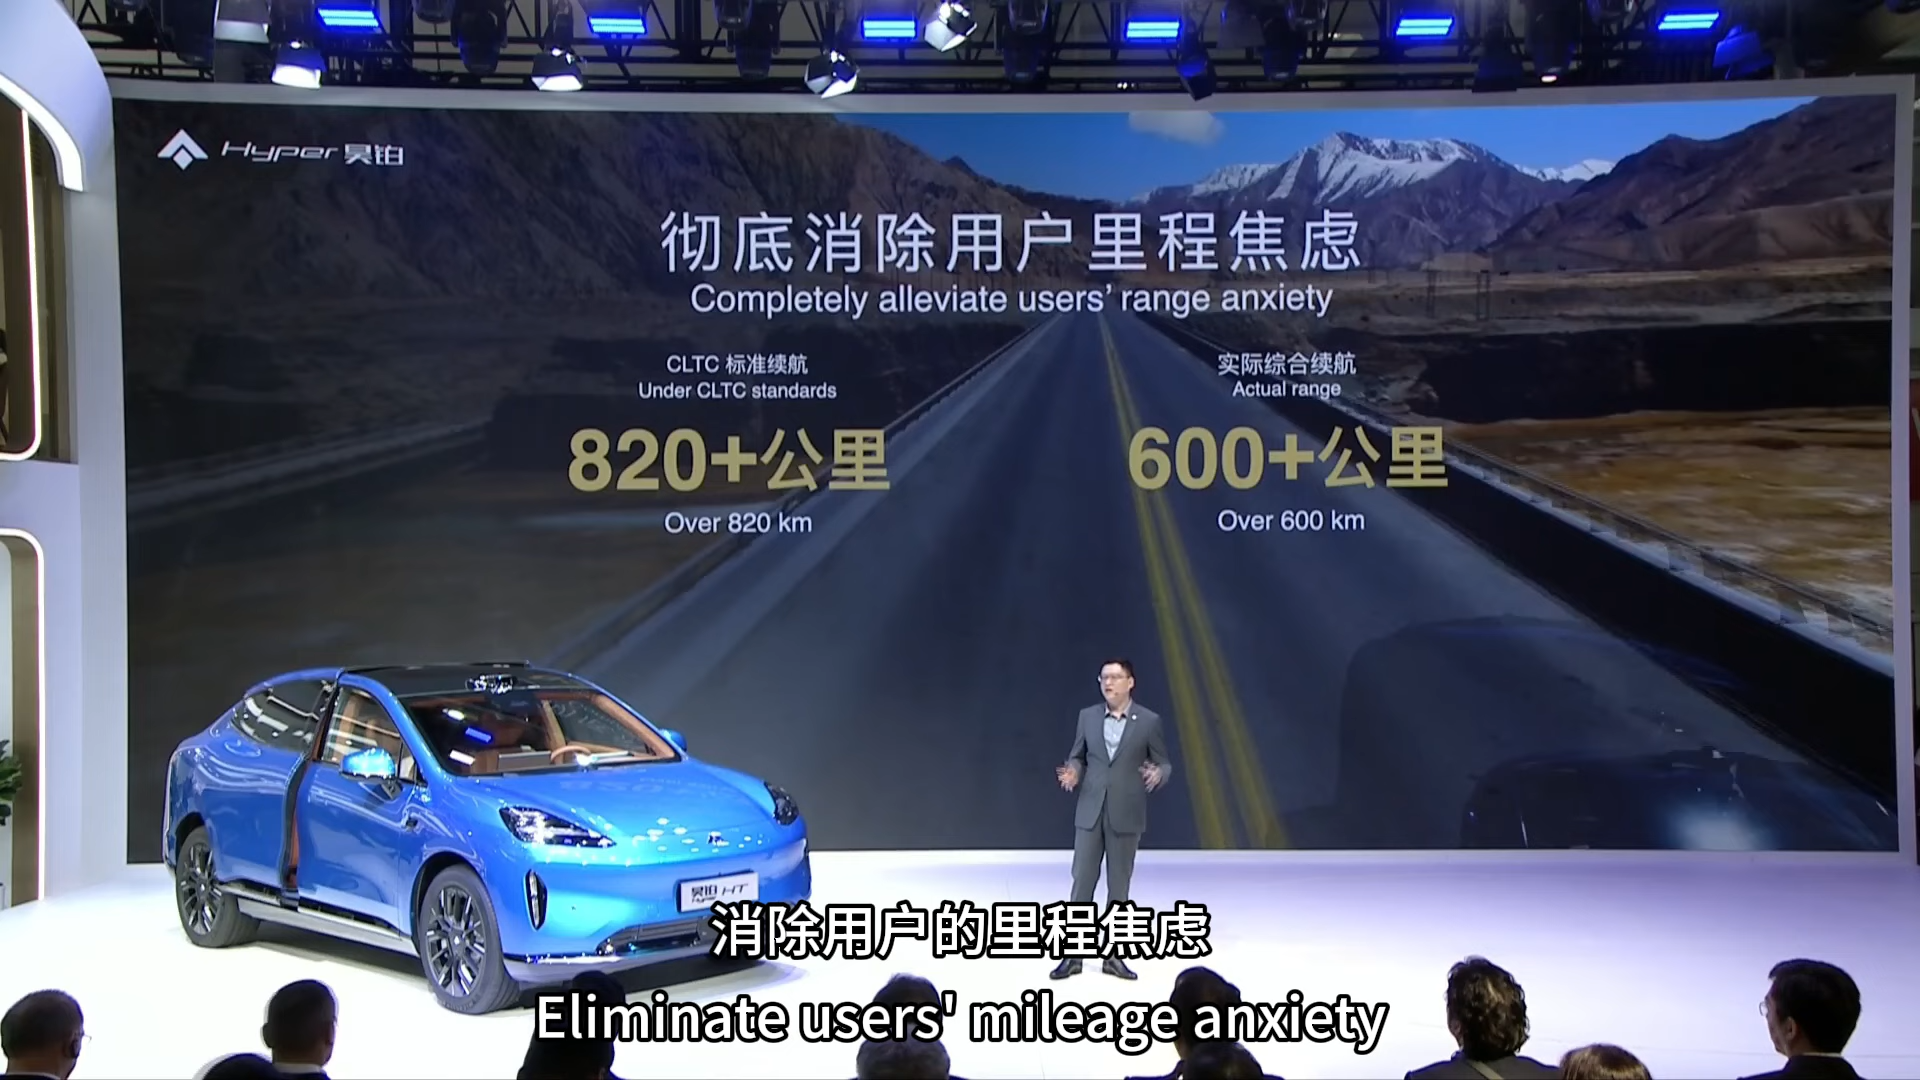 Hyper 昊铂
彻底消除用户里程焦虑
Completely alleviate users' range anxiety
CLTC 标准续航
Under CLTC standards
820+公里
Over 820 km
实际综合续航
Actual range
600+公里
Over 600 km
昊铂 HT
Hyper
消除用户的里程焦虑
Eliminate users' mileage anxiety